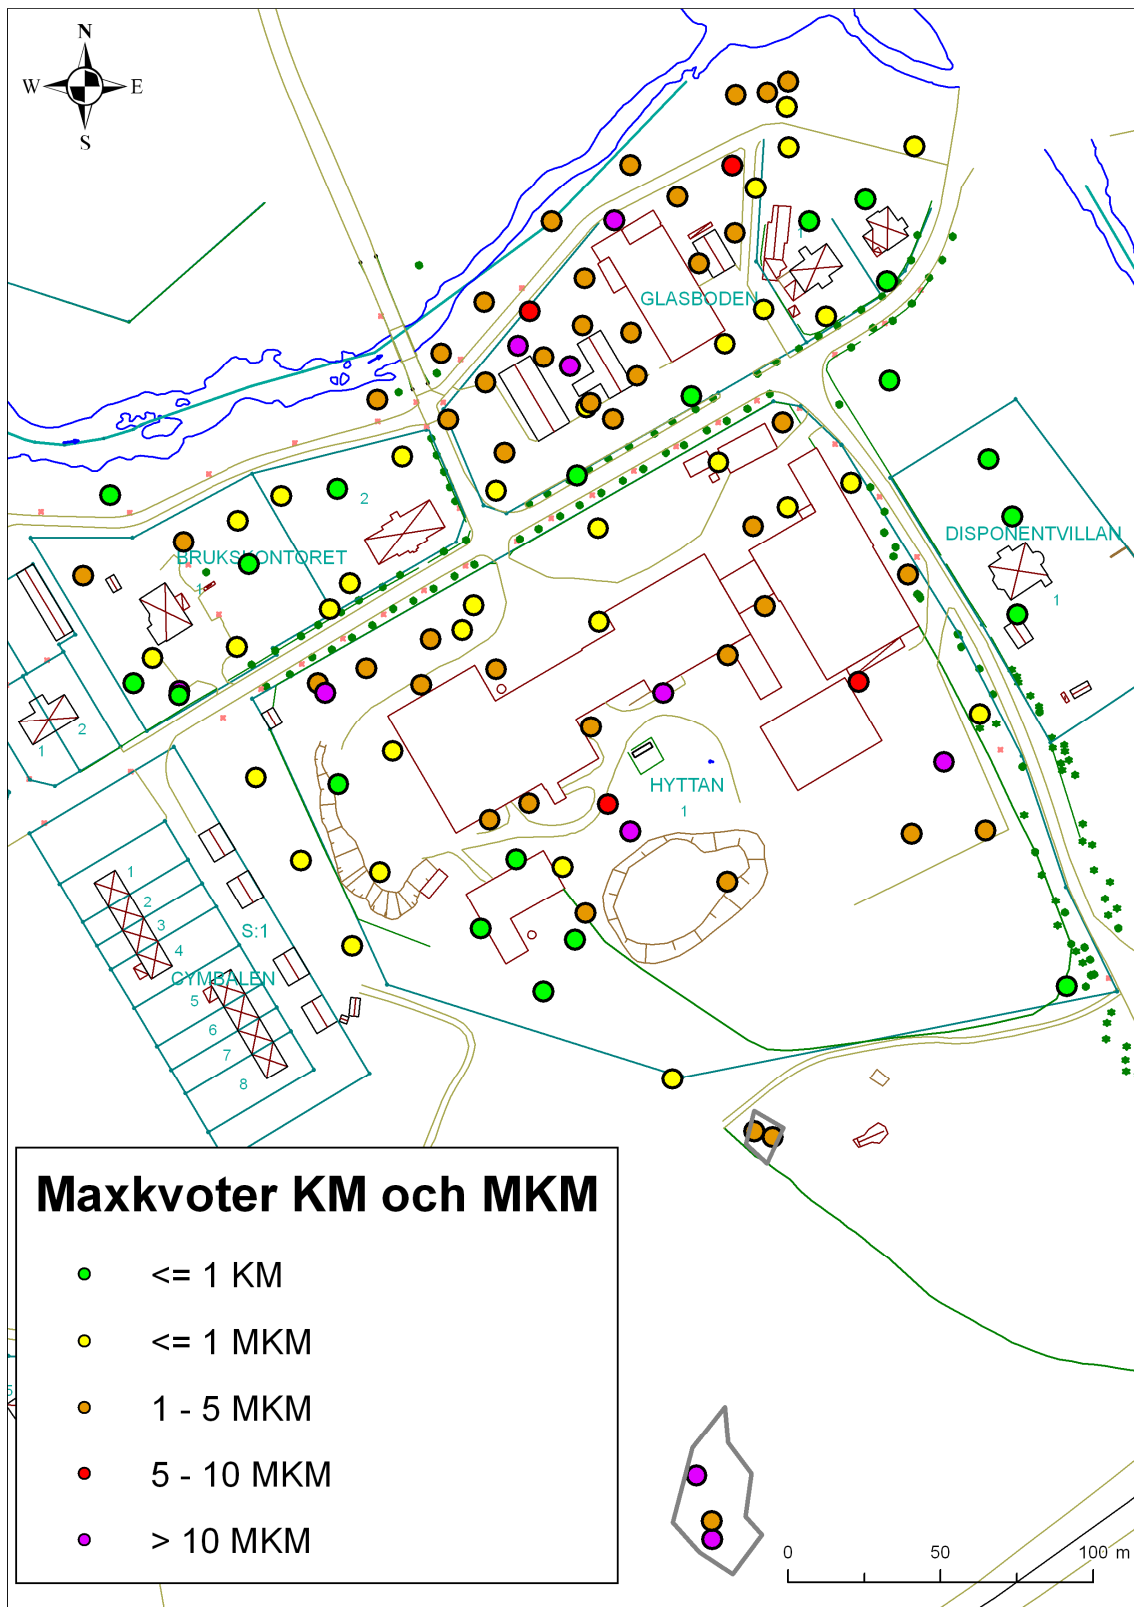 N
W E
S
GLASBODEN
1
2
BRUKSKONTORET
1
DISPONENTVILLAN
1
2
1
HYTTAN
1
1
2
3
4
S:1
CYMBALEN
5
6
7
8
Maxkvoter KM och MKM
<= 1 KM
<= 1 MKM
1 - 5 MKM
5 - 10 MKM
> 10 MKM
5
0 50 100 m